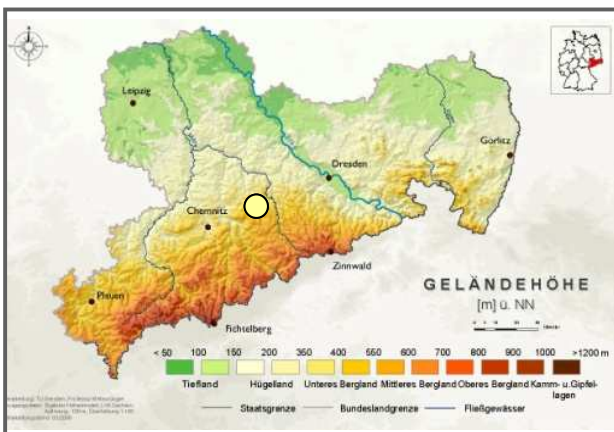 Leipzig
Görlitz
Dresden
Chemnitz
Zinnwald
Plauen
Fichtelberg
GELÄNDEHÖHE
[m] ü. NN
< 50 100 150 200 300 400 550 600 700 800 900 1000 >1200 m
Tiefland Hügelland Unteres Bergland Mittleres Bergland Oberes Bergland Kamm- u.Gipfel-
lagen
Staatsgrenze Bundeslandgrenze Fließgewässer